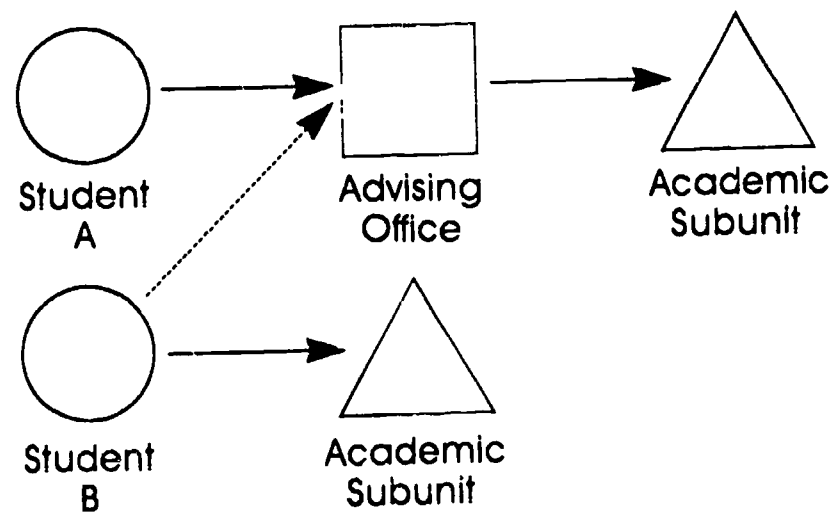 Student
A
Advising
Office
Academic
Subunit
Student
B
Academic
Subunit